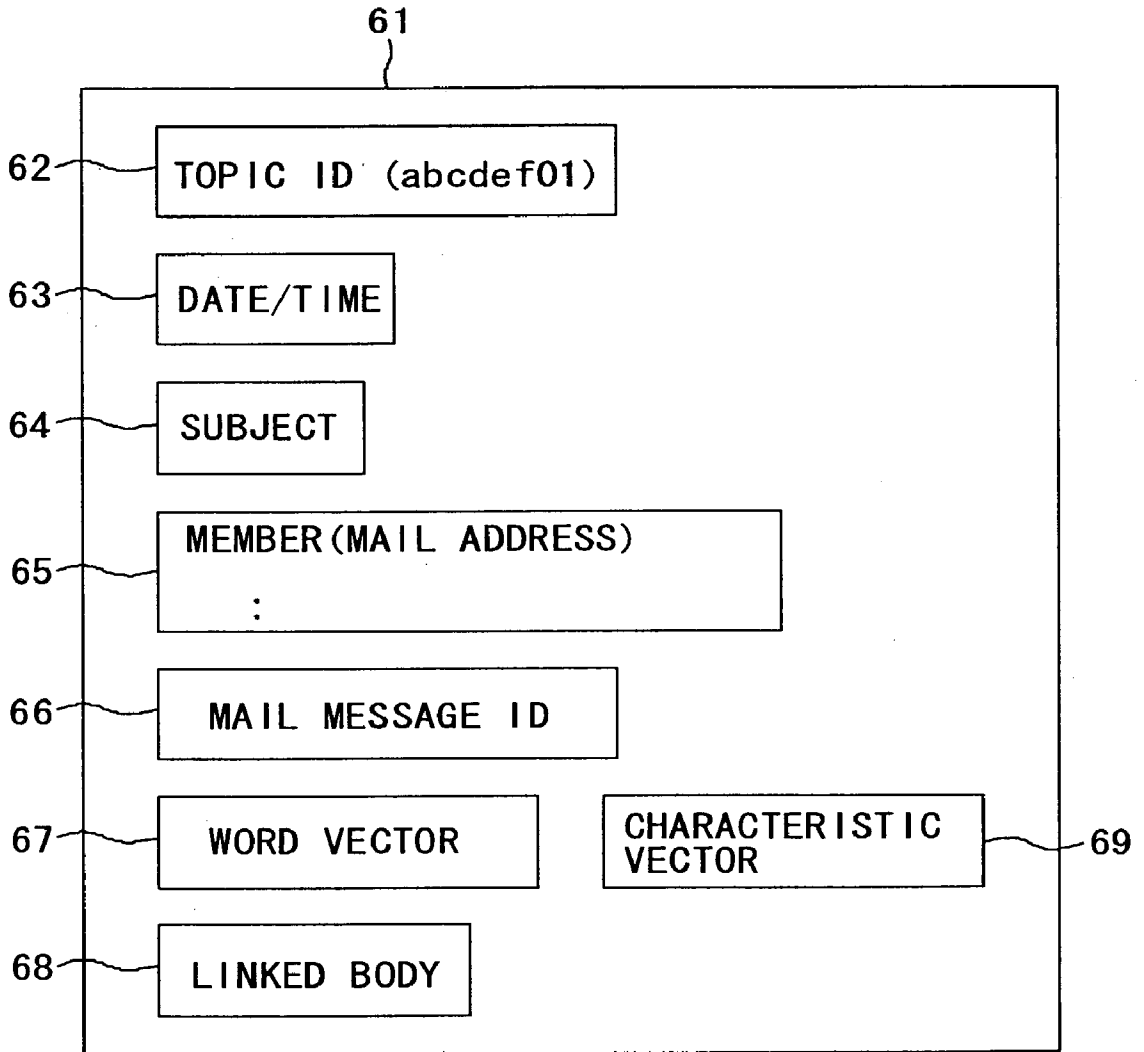 61
62 TOPIC ID (abcdef01)
63 DATE/TIME
64 SUBJECT
65 MEMBER(MAIL ADDRESS)
:
66 MAIL MESSAGE ID
67 WORD VECTOR
CHARACTERISTIC
VECTOR
69
68 LINKED BODY